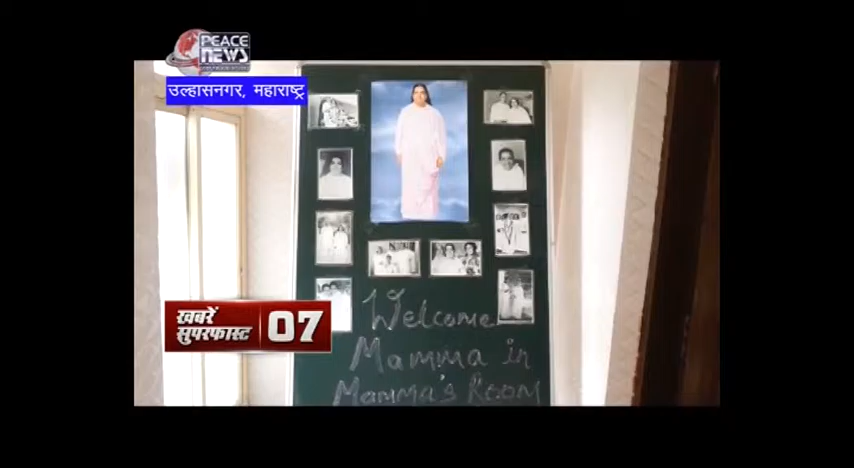 PEACE
NEWS
उल्हासनगर, महाराष्ट्र
खबरें
सुपरफास्ट
07
Welcome
Mamma in
Mamma's Room